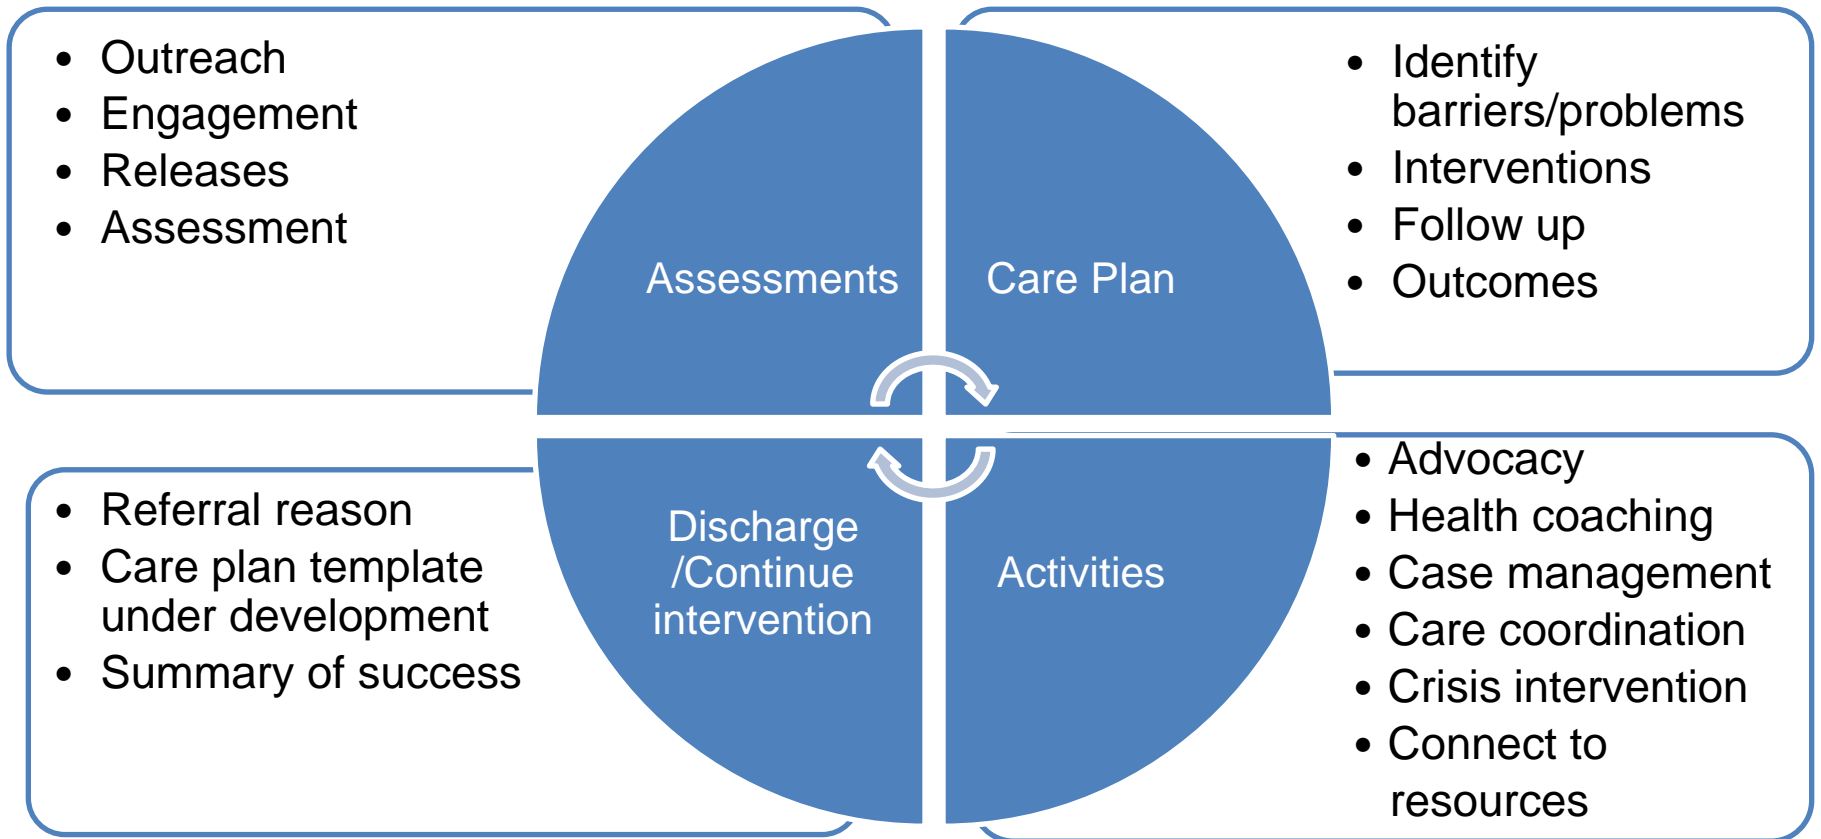 • Outreach
• Engagement
• Releases
• Assessment
Assessments
Care Plan
• Identify
barriers/problems
• Interventions
• Follow up
• Outcomes
• Referral reason
• Care plan template
under development
• Summary of success
Discharge
/Continue
intervention
Activities
• Advocacy
• Health coaching
• Case management
• Care coordination
• Crisis intervention
• Connect to
resources